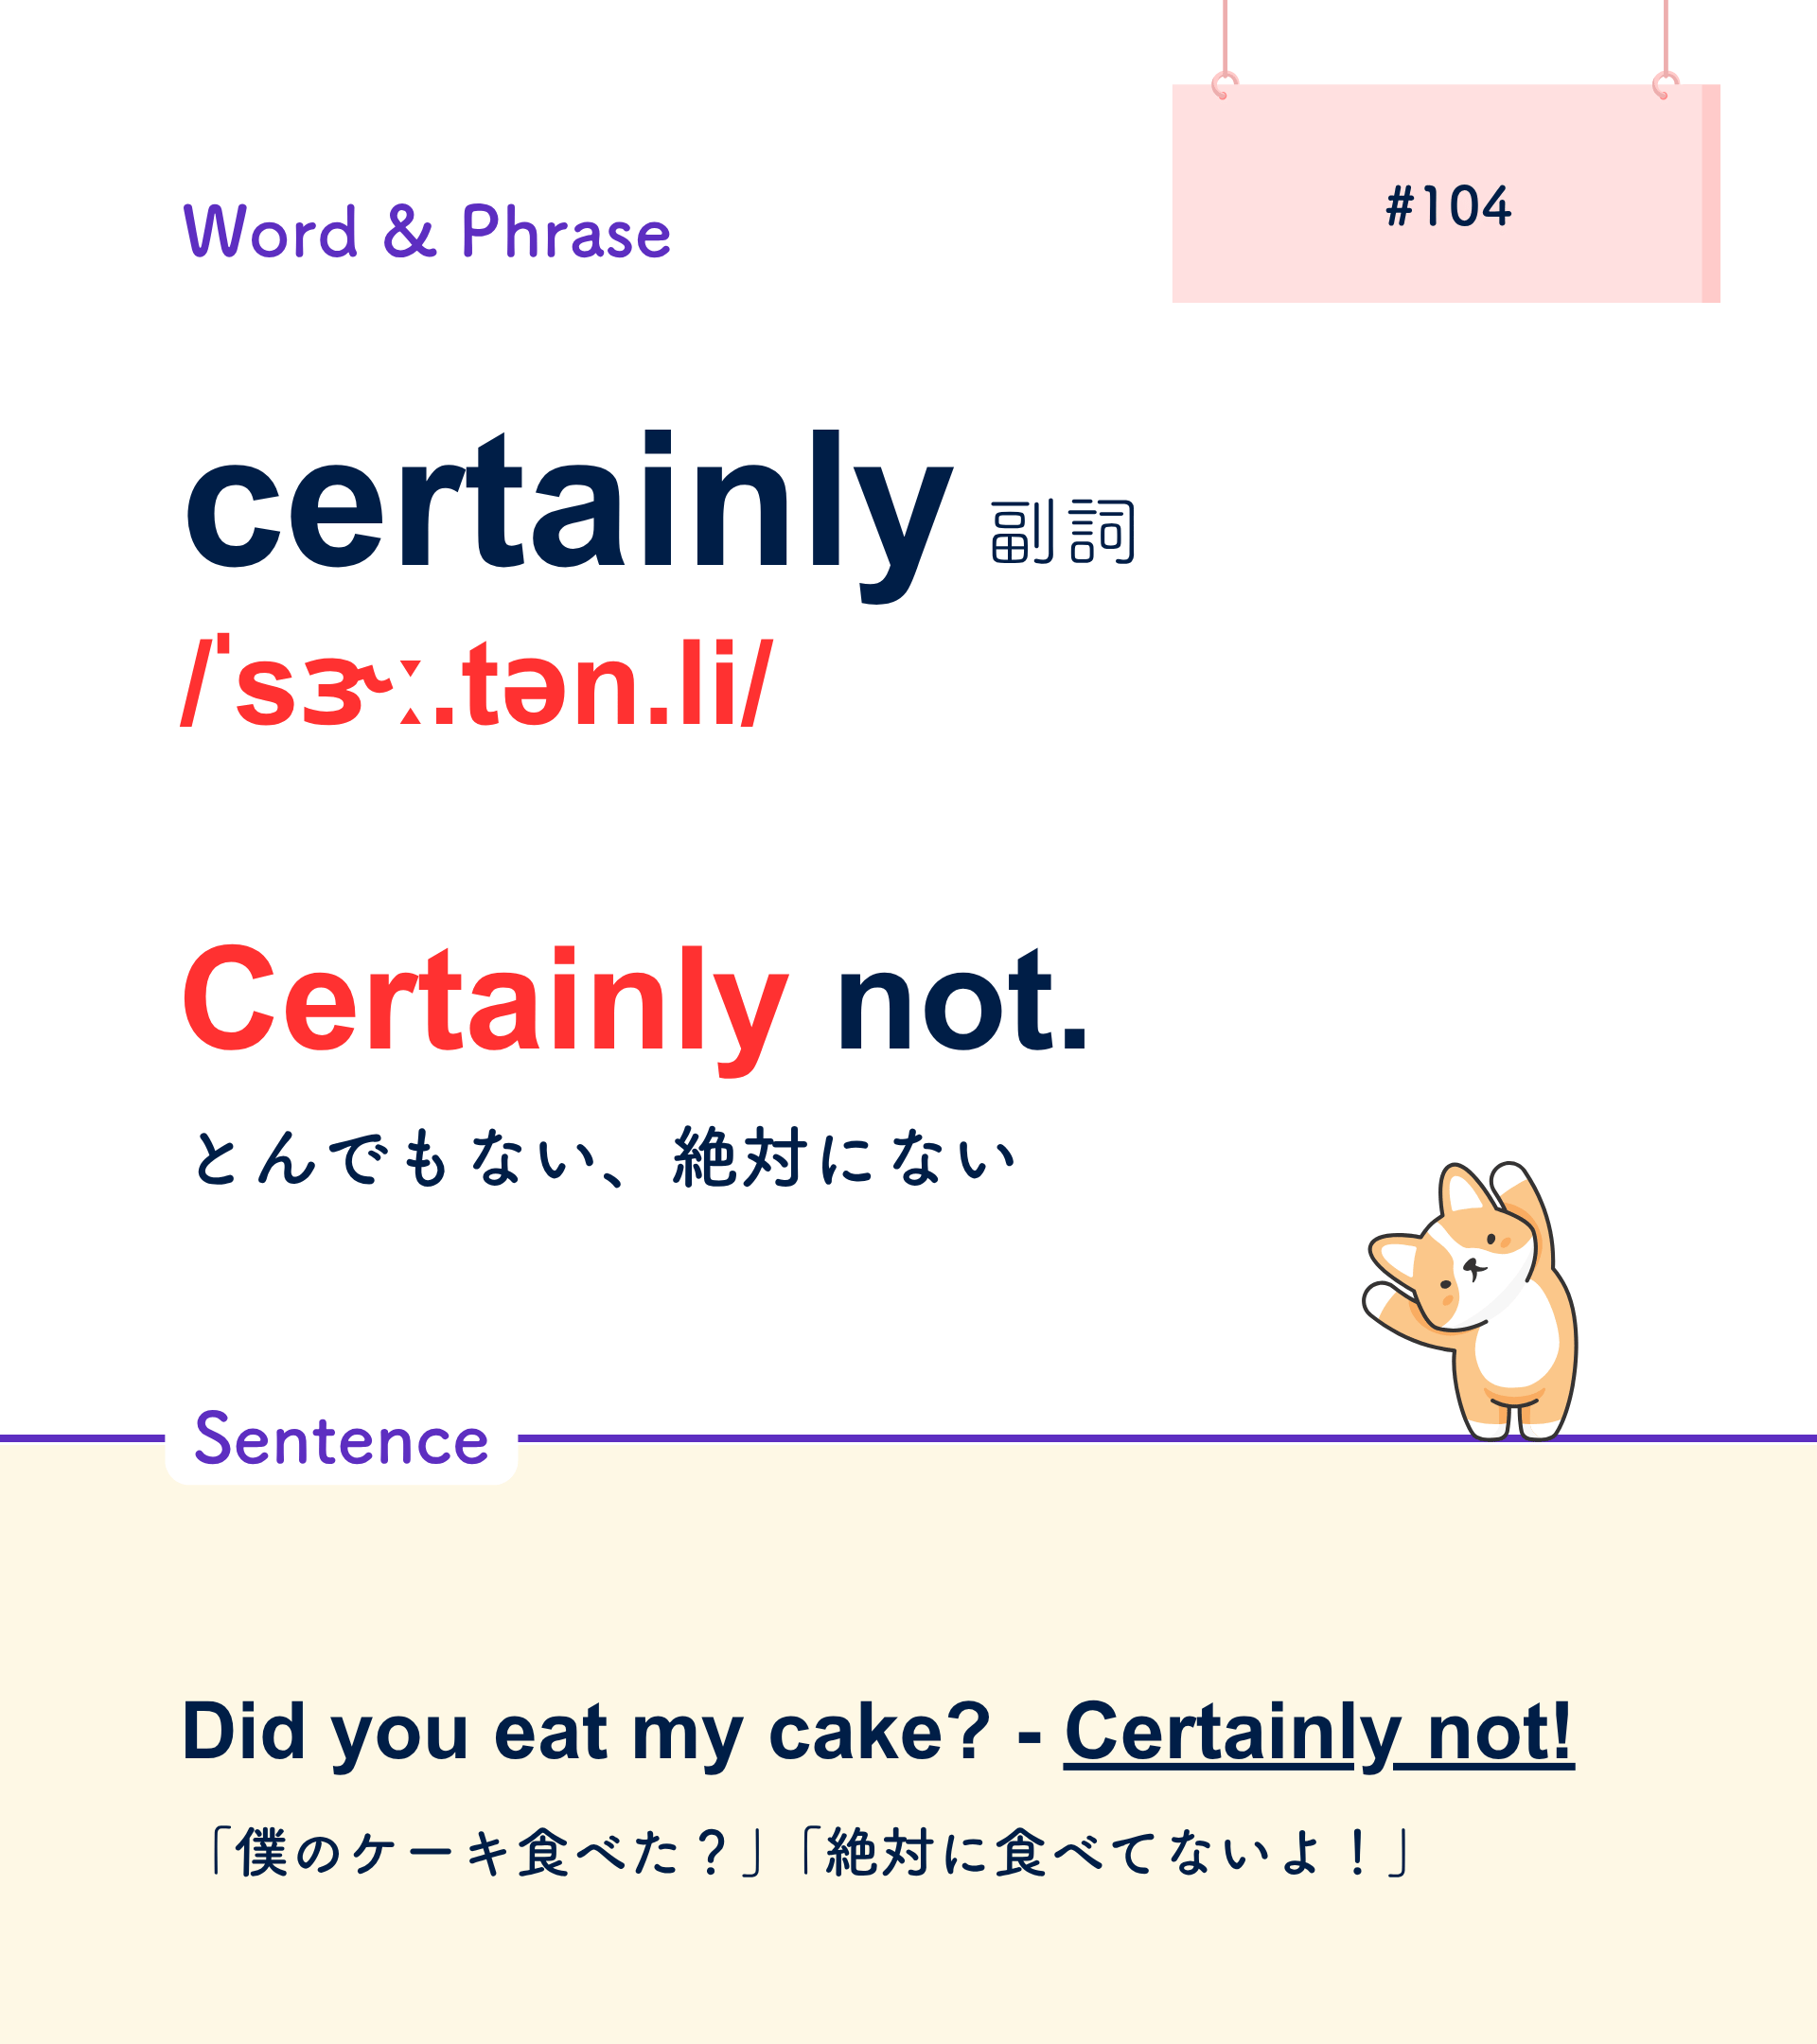 #104
Word & Phrase
certainly 副詞
/ˈsɝː.tən.li/
Certainly not.
とんでもない、絶対にない
Sentence
Did you eat my cake? - Certainly not!
「僕のケーキ食べた？」「絶対に食べてないよ！」